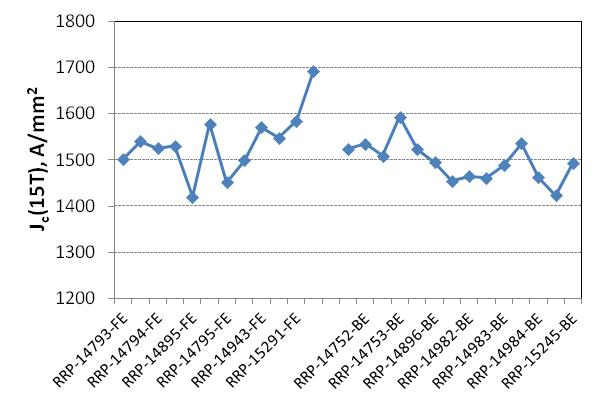 1800
1700
1600
1500
1400
1300
1200
Jc(15T), A/mm²
RRP-14793-FE
RRP-14794-FE
RRP-14895-FE
RRP-14795-FE
RRP-14943-FE
RRP-15291-FE
RRP-14752-BE
RRP-14753-BE
RRP-14896-BE
RRP-14982-BE
RRP-14983-BE
RRP-14984-BE
RRP-15245-BE